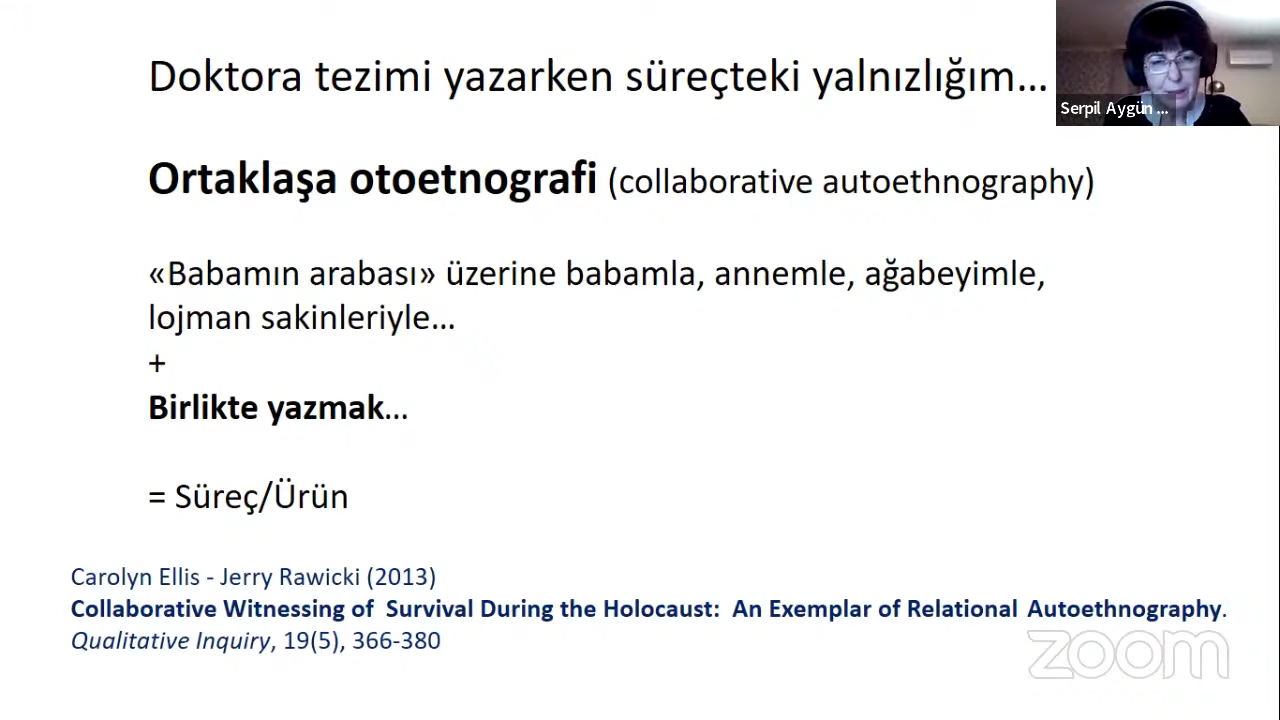 Doktora tezimi yazarken süreçteki yalnızlığım...
Serpil Aygün ...
Ortaklaşa otoetnografi (collaborative autoethnography)
«Babamın arabası» üzerine babamla, annemle, ağabeyimle,
lojman sakinleriyle...
+
Birlikte yazmak...
= Süreç/Ürün
Carolyn Ellis - Jerry Rawicki (2013)
Collaborative Witnessing of Survival During the Holocaust: An Exemplar of Relational Autoethnography.
Qualitative Inquiry, 19(5), 366-380
zoom